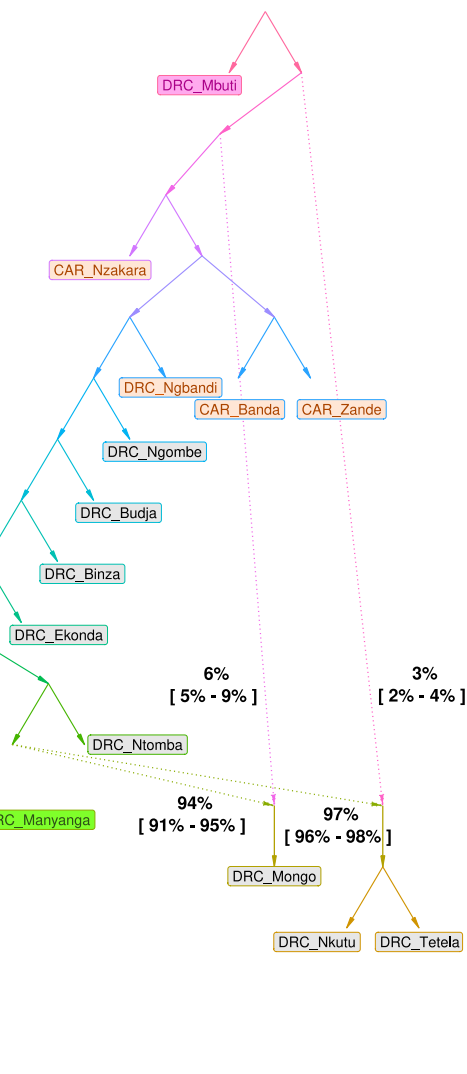 DRC_Mbuti
CAR_Nzakara
DRC_Ngbandi
CAR_Banda
CAR_Zande
DRC_Ngombe
DRC_Budja
DRC_Binza
DRC_Ekonda
6%
[ 5% - 9% ]
3%
[ 2% - 4% ]
DRC_Ntomba
94%
[ 91% - 95% ]
97%
[ 96% - 98% ]
RC_Manyanga
DRC_Mongo
DRC_Nkutu
DRC_Tetela